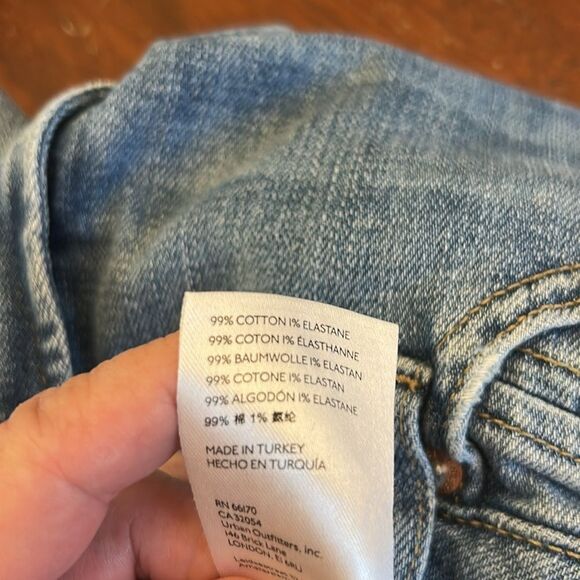 99% COTTON 1% ELASTANE
99% COTON 1% ÉLASTHANNE
99% BAUMWOLLE 1% ELASTAN
99% COTONE 1% ELASTAN
99% ALGODÓN 1% ELASTANE
99% 棉 1%
MADE IN TURKEY
HECHO EN TURQUÍA
RN 66170
CA 32054
Urban Outfitters, Inc.
146 Brick Lane
LONDON, E1 6RU